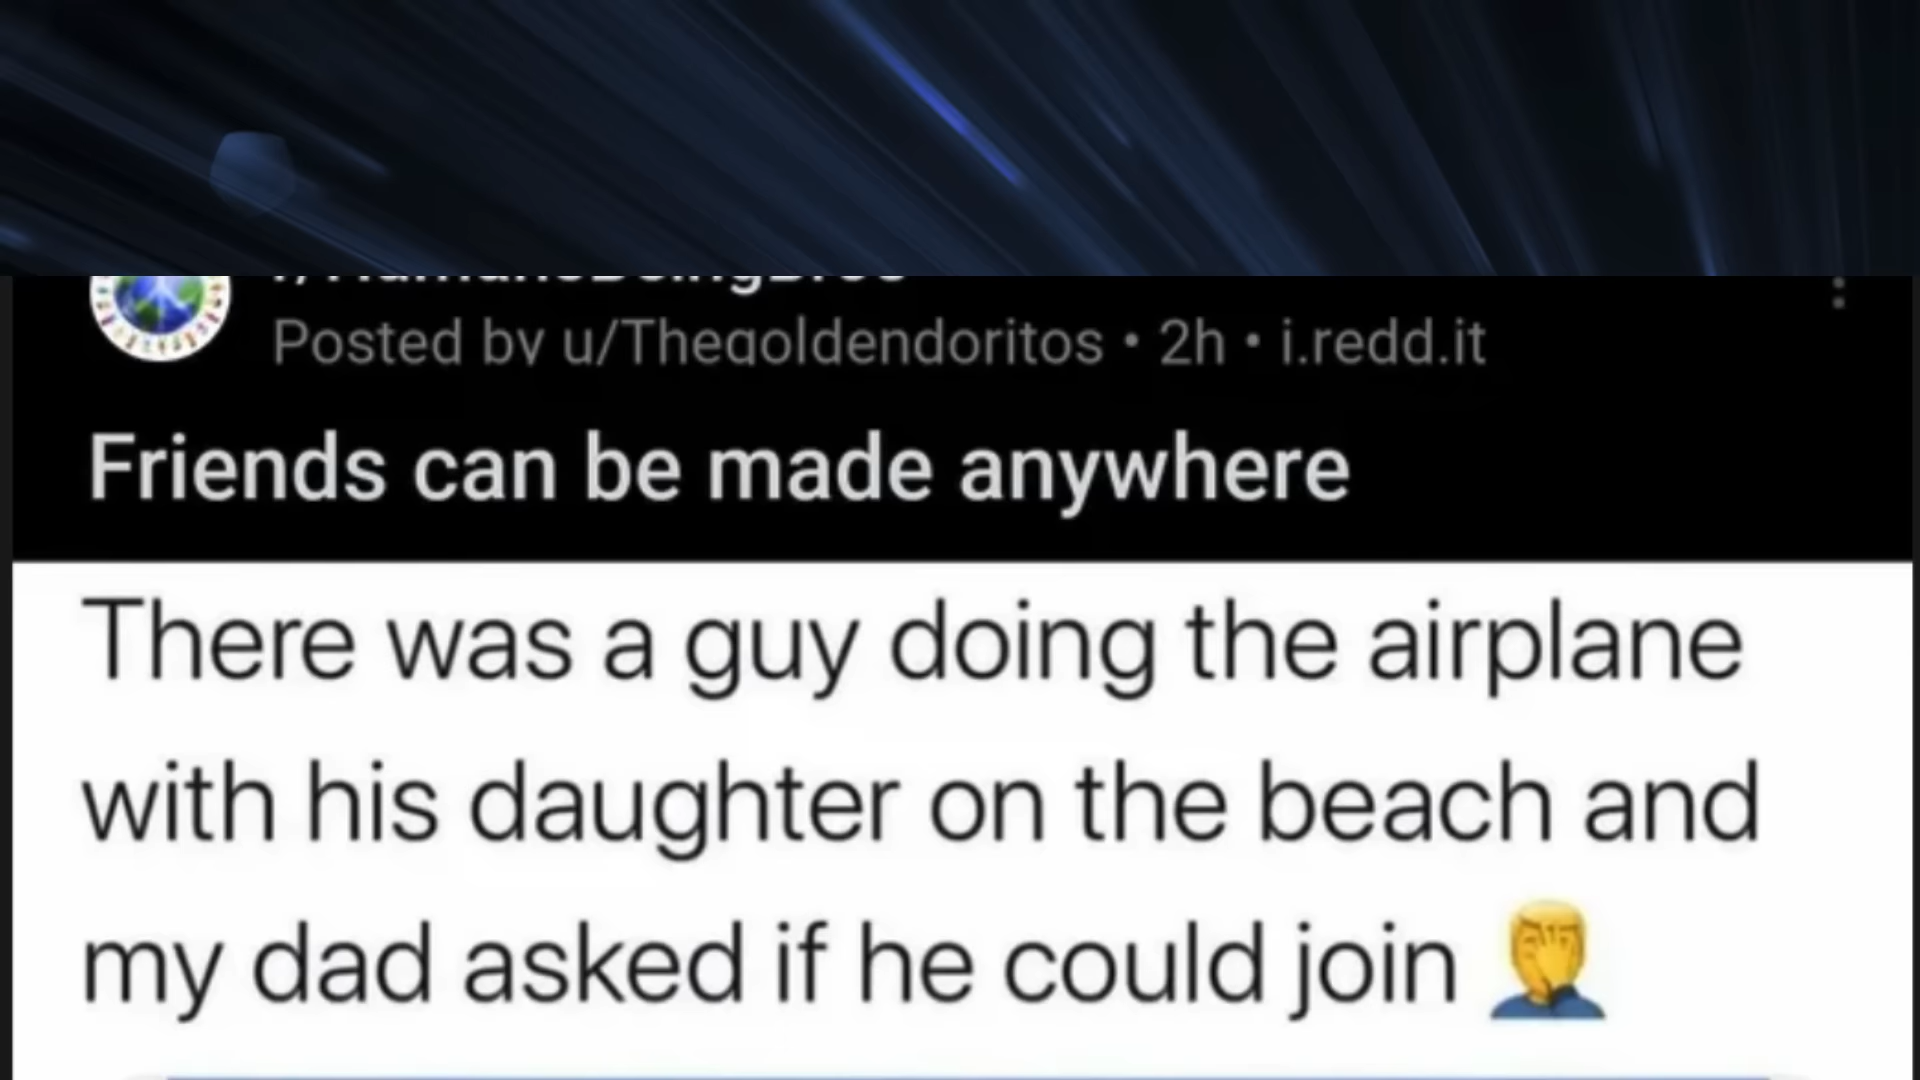 Posted by u/Thegoldendoritos • 2h • i.redd.it
Friends can be made anywhere
There was a guy doing the airplane
with his daughter on the beach and
my dad asked if he could join 🤦‍♂️